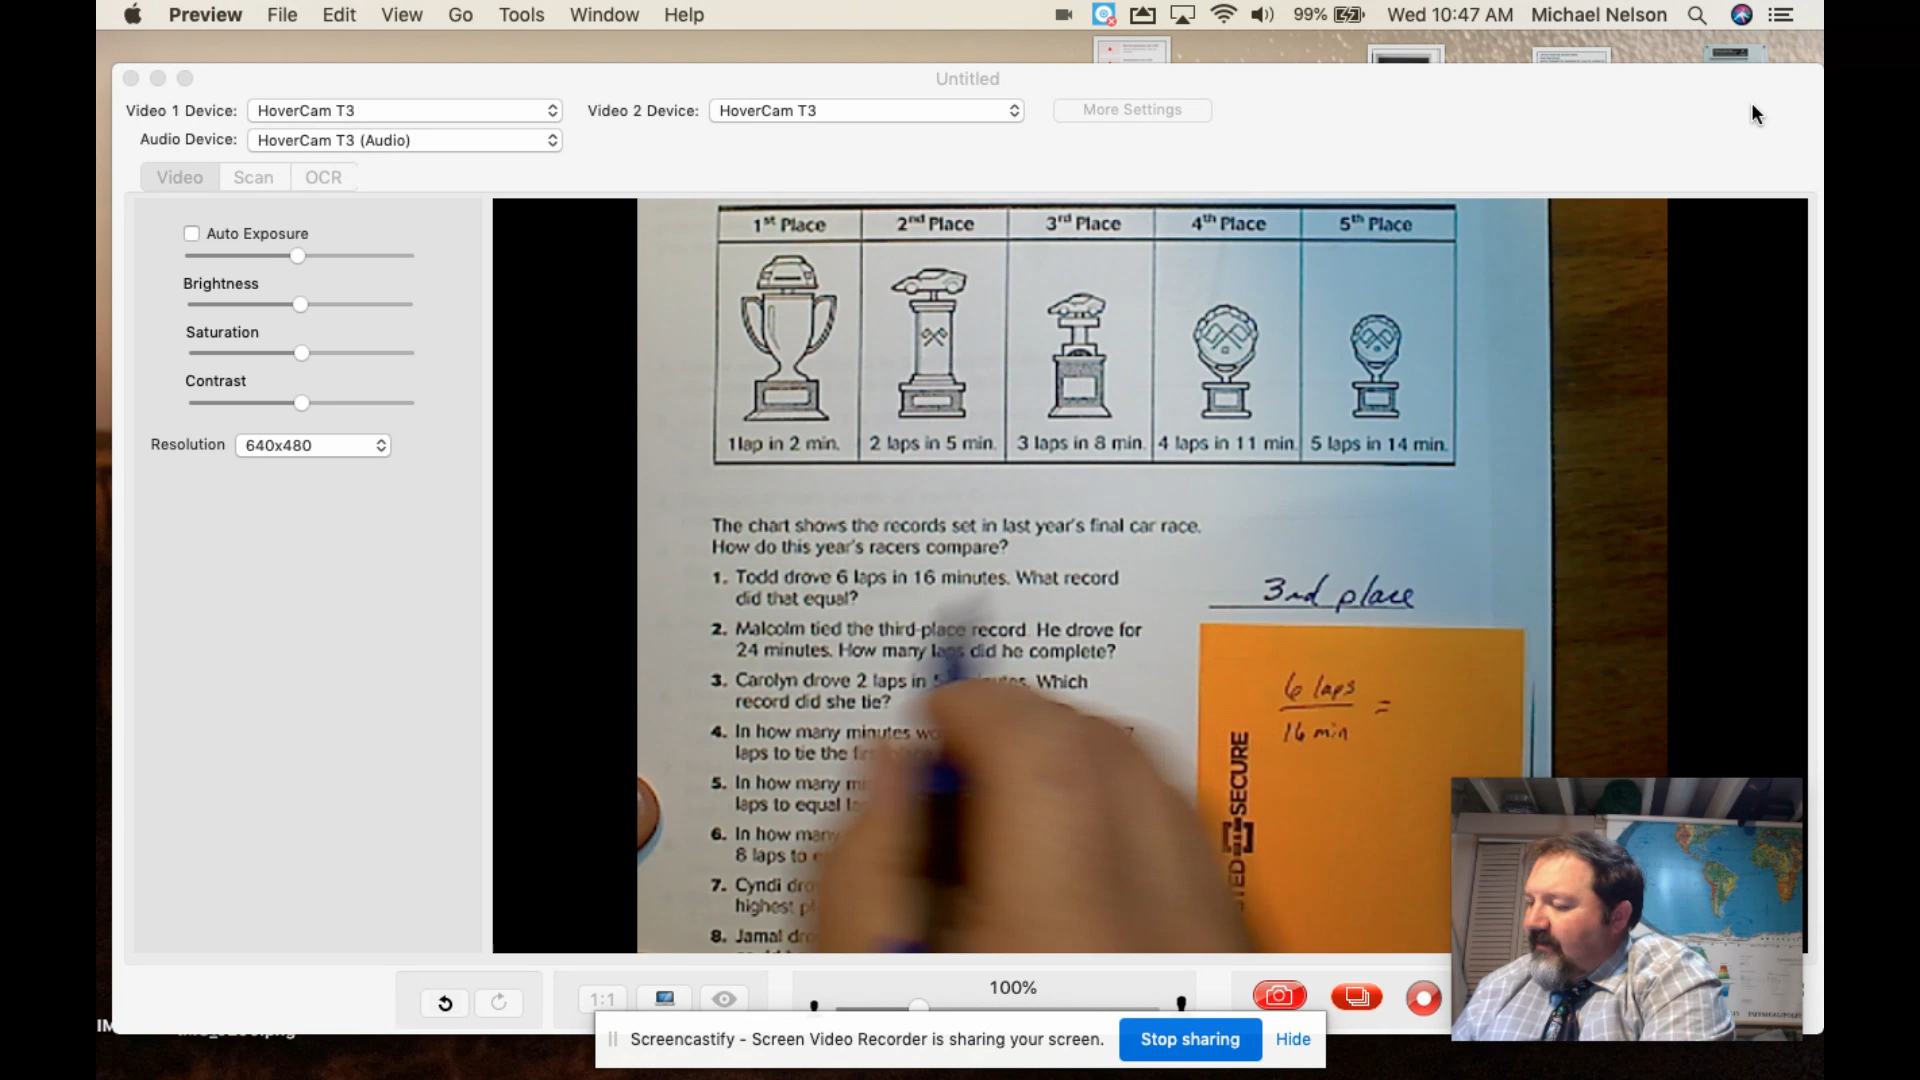 Preview File Edit View Go Tools Window Help 99% Wed 10:47 AM Michael Nelson
Untitled
Video 1 Device: HoverCam T3 Video 2 Device: HoverCam T3 More Settings
Audio Device: HoverCam T3 (Audio)
Video Scan OCR
Auto Exposure
Brightness
Saturation
Contrast
Resolution 640x480
1st Place 2nd Place 3rd Place 4th Place 5th Place
1 lap in 2 min. 2 laps in 5 min. 3 laps in 8 min. 4 laps in 11 min. 5 laps in 14 min.
The chart shows the records set in last year's final car race.
How do this year's racers compare?
1. Todd drove 6 laps in 16 minutes. What record
did that equal?
3rd place
2. Malcolm tied the third-place record. He drove for
24 minutes. How many laps did he complete?
3. Carolyn drove 2 laps in 5 Which
record did she tie?
4. In how many minutes 7
laps to tie the
5. In how many
laps to equal
6. In how many
8 laps to
7. Cyndi
highest
8. Jamal
6 laps
16 min =
SECURE
1:1
100%
Screencastify - Screen Video Recorder is sharing your screen. Stop sharing Hide